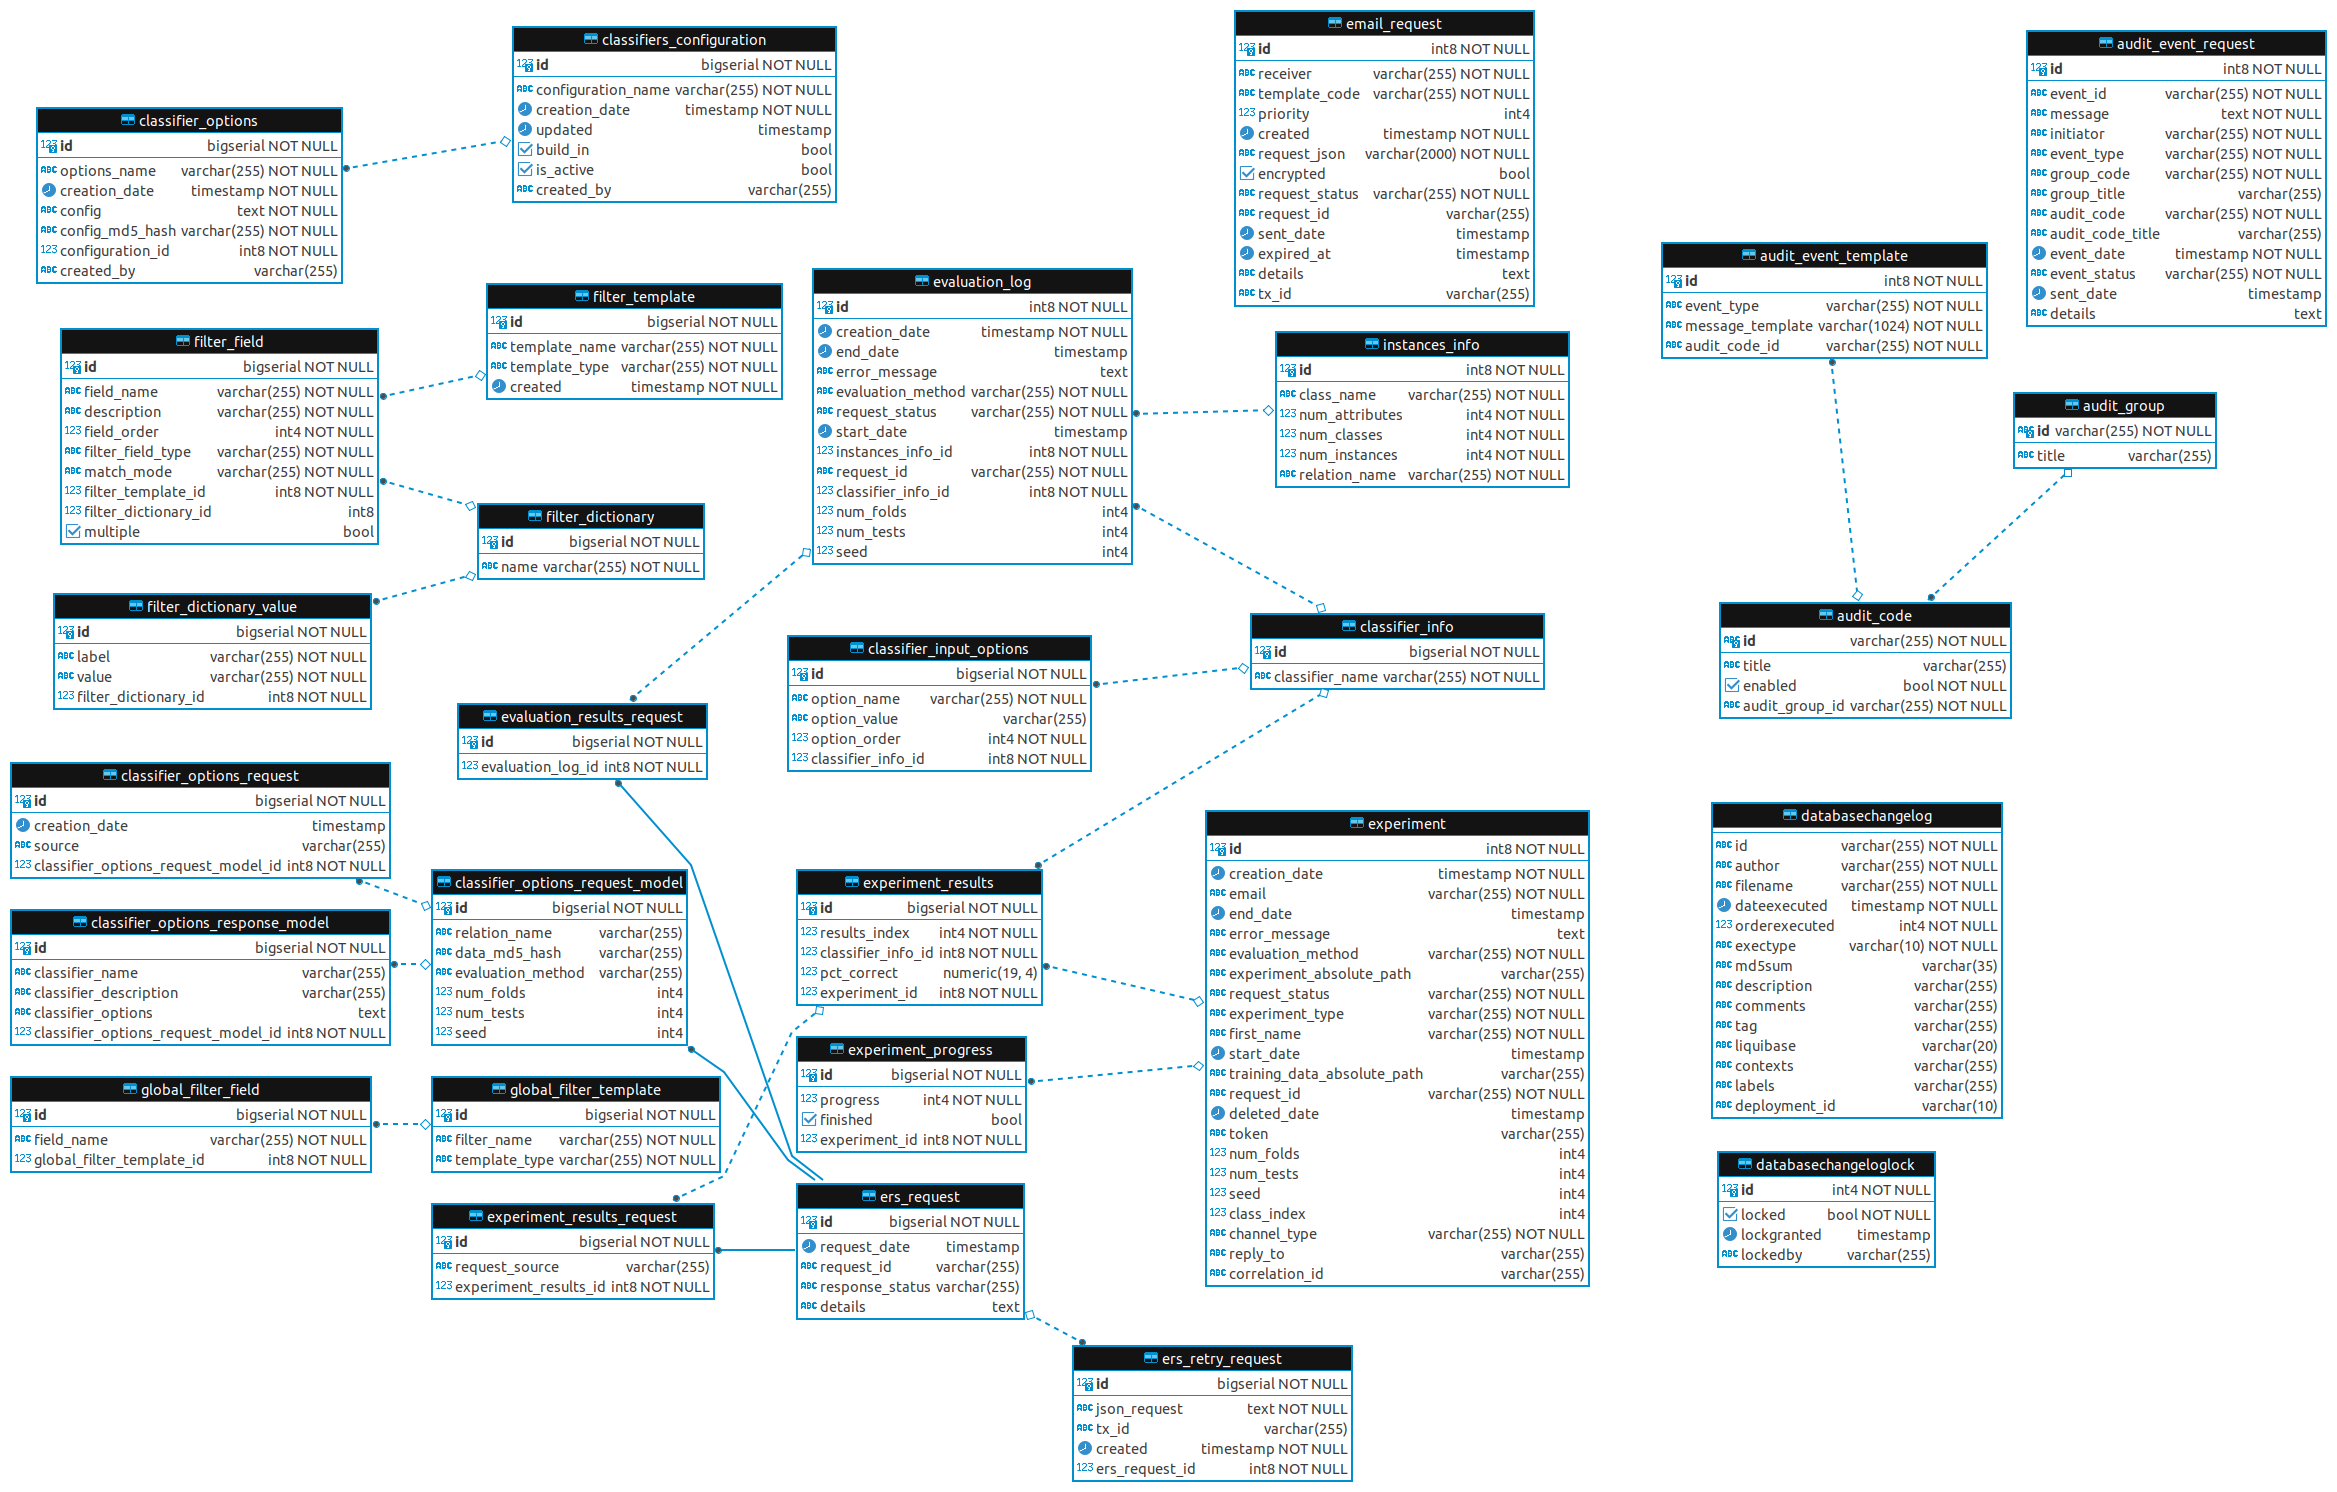 classifiers_configuration
id bigserial NOT NULL
configuration_name varchar(255) NOT NULL
creation_date timestamp NOT NULL
updated timestamp
build_in bool
is_active bool
created_by varchar(255)
classifier_options
id bigserial NOT NULL
options_name varchar(255) NOT NULL
creation_date timestamp NOT NULL
config text NOT NULL
config_md5_hash varchar(255) NOT NULL
configuration_id int8 NOT NULL
created_by varchar(255)
email_request
id int8 NOT NULL
receiver varchar(255) NOT NULL
template_code varchar(255) NOT NULL
priority int4
created timestamp NOT NULL
request_json varchar(2000) NOT NULL
encrypted bool
request_status varchar(255) NOT NULL
request_id varchar(255)
sent_date timestamp
expired_at timestamp
details text
tx_id varchar(255)
audit_event_request
id int8 NOT NULL
event_id varchar(255) NOT NULL
message text NOT NULL
initiator varchar(255) NOT NULL
event_type varchar(255) NOT NULL
group_code varchar(255) NOT NULL
group_title varchar(255)
audit_code varchar(255) NOT NULL
audit_code_title varchar(255)
event_date timestamp NOT NULL
event_status varchar(255) NOT NULL
sent_date timestamp
details text
audit_event_template
id int8 NOT NULL
event_type varchar(255) NOT NULL
message_template varchar(1024) NOT NULL
audit_code_id varchar(255) NOT NULL
filter_template
id bigserial NOT NULL
template_name varchar(255) NOT NULL
template_type varchar(255) NOT NULL
created timestamp NOT NULL
evaluation_log
id int8 NOT NULL
creation_date timestamp NOT NULL
end_date timestamp
error_message text
evaluation_method varchar(255) NOT NULL
request_status varchar(255) NOT NULL
start_date timestamp
instances_info_id int8 NOT NULL
request_id varchar(255) NOT NULL
classifier_info_id int8 NOT NULL
num_folds int4
num_tests int4
seed int4
filter_field
id bigserial NOT NULL
field_name varchar(255) NOT NULL
description varchar(255) NOT NULL
field_order int4 NOT NULL
filter_field_type varchar(255) NOT NULL
match_mode varchar(255) NOT NULL
filter_template_id int8 NOT NULL
filter_dictionary_id int8
multiple bool
instances_info
id int8 NOT NULL
class_name varchar(255) NOT NULL
num_attributes int4 NOT NULL
num_classes int4 NOT NULL
num_instances int4 NOT NULL
relation_name varchar(255) NOT NULL
audit_group
id varchar(255) NOT NULL
title varchar(255)
filter_dictionary
id bigserial NOT NULL
name varchar(255) NOT NULL
filter_dictionary_value
id bigserial NOT NULL
label varchar(255) NOT NULL
value varchar(255) NOT NULL
filter_dictionary_id int8 NOT NULL
classifier_info
id bigserial NOT NULL
classifier_name varchar(255) NOT NULL
audit_code
id varchar(255) NOT NULL
title varchar(255)
enabled bool NOT NULL
audit_group_id varchar(255) NOT NULL
classifier_input_options
id bigserial NOT NULL
option_name varchar(255) NOT NULL
option_value varchar(255)
option_order int4 NOT NULL
classifier_info_id int8 NOT NULL
evaluation_results_request
id bigserial NOT NULL
evaluation_log_id int8 NOT NULL
classifier_options_request
id bigserial NOT NULL
creation_date timestamp
source varchar(255)
classifier_options_request_model_id int8 NOT NULL
classifier_options_request_model
id bigserial NOT NULL
relation_name varchar(255)
data_md5_hash varchar(255)
evaluation_method varchar(255)
num_folds int4
num_tests int4
seed int4
classifier_options_response_model
id bigserial NOT NULL
classifier_name varchar(255)
classifier_description varchar(255)
classifier_options text
classifier_options_request_model_id int8 NOT NULL
experiment_results
id bigserial NOT NULL
results_index int4 NOT NULL
classifier_info_id int8 NOT NULL
pct_correct numeric(19, 4)
experiment_id int8 NOT NULL
experiment
id int8 NOT NULL
creation_date timestamp NOT NULL
email varchar(255) NOT NULL
end_date timestamp
error_message text
evaluation_method varchar(255) NOT NULL
experiment_absolute_path varchar(255)
request_status varchar(255) NOT NULL
experiment_type varchar(255) NOT NULL
first_name varchar(255) NOT NULL
start_date timestamp
training_data_absolute_path varchar(255)
request_id varchar(255) NOT NULL
deleted_date timestamp
token varchar(255)
num_folds int4
num_tests int4
seed int4
class_index int4
channel_type varchar(255) NOT NULL
reply_to varchar(255)
correlation_id varchar(255)
databasechangelog
id varchar(255) NOT NULL
author varchar(255) NOT NULL
filename varchar(255) NOT NULL
dateexecuted timestamp NOT NULL
orderexecuted int4 NOT NULL
exectype varchar(10) NOT NULL
md5sum varchar(35)
description varchar(255)
comments varchar(255)
tag varchar(255)
liquibase varchar(20)
contexts varchar(255)
labels varchar(255)
deployment_id varchar(10)
experiment_progress
id bigserial NOT NULL
progress int4 NOT NULL
finished bool
experiment_id int8 NOT NULL
global_filter_field
id bigserial NOT NULL
field_name varchar(255) NOT NULL
global_filter_template_id int8 NOT NULL
global_filter_template
id bigserial NOT NULL
filter_name varchar(255) NOT NULL
template_type varchar(255) NOT NULL
databasechangeloglock
id int4 NOT NULL
locked bool NOT NULL
lockgranted timestamp
lockedby varchar(255)
experiment_results_request
id bigserial NOT NULL
request_source varchar(255)
experiment_results_id int8 NOT NULL
ers_request
id bigserial NOT NULL
request_date timestamp
request_id varchar(255)
response_status varchar(255)
details text
ers_retry_request
id bigserial NOT NULL
json_request text NOT NULL
tx_id varchar(255)
created timestamp NOT NULL
ers_request_id int8 NOT NULL